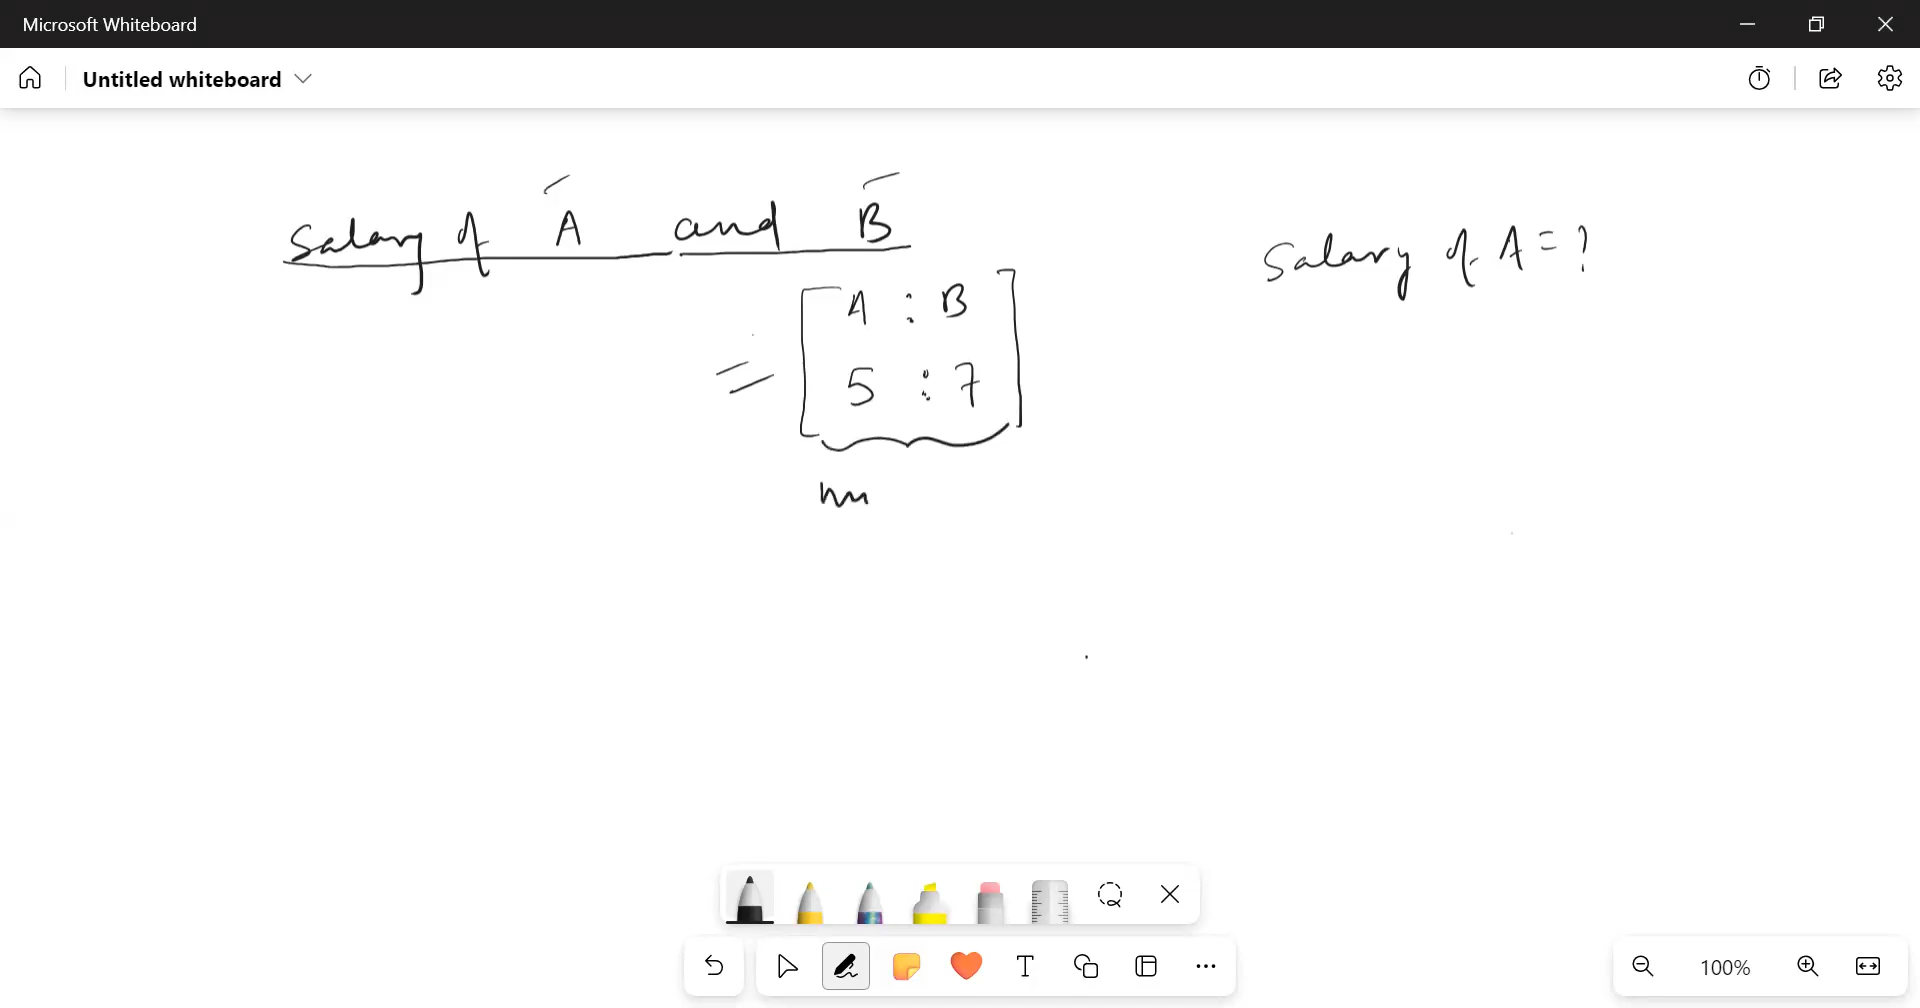 Microsoft Whiteboard
Untitled whiteboard
Salary of A and B
Salary of A = ?
A : B
= 5 : 7
100%